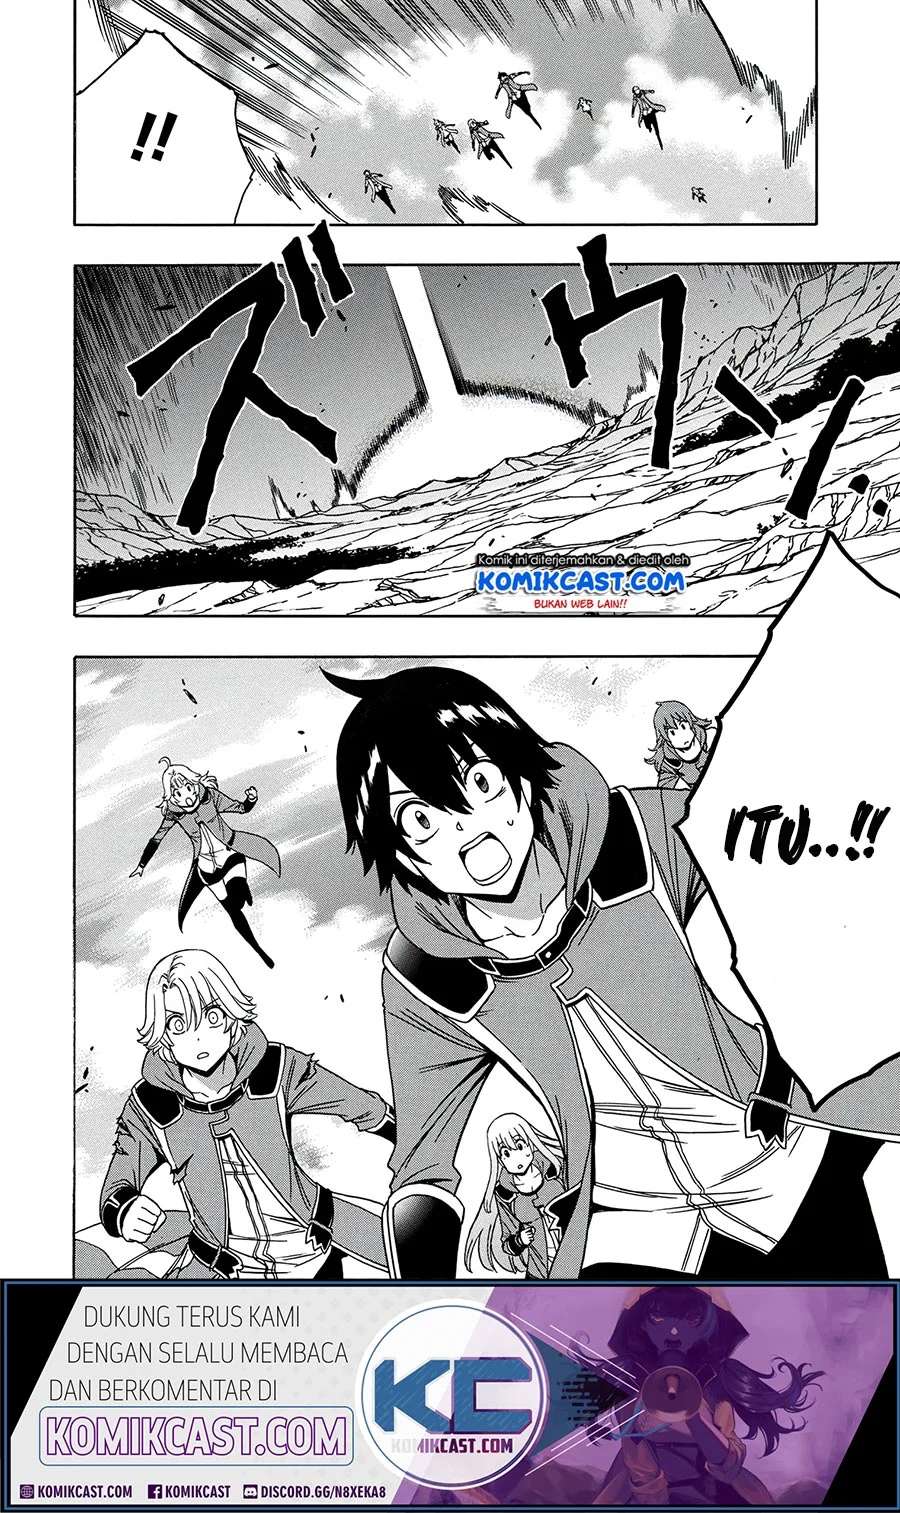 !!
ズウン..
Komik ini diterjemahkan & diedit oleh
KOMIKCAST.COM
BUKAN WEB LAIN!!
ITU..!!
DUKUNG TERUS KAMI
DENGAN SELALU MEMBACA
DAN BERKOMENTAR DI
KOMIKCAST.COM
KC
KOMIKCAST.COM
KOMIKCAST.COM KOMIKCAST DISCORD.GG/N8XEKA8